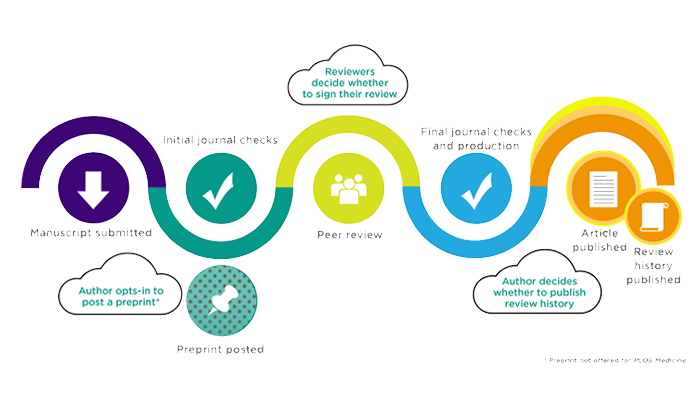 Reviewers
decide whether
to sign their review
Initial journal checks
Final journal checks
and production
Manuscript submitted
Peer review
Article
published
Review
history
published
Author opts-in to
post a preprint*
Author decides
whether to publish
review history
Preprint posted
* Preprint not offered for PLOS Medicine